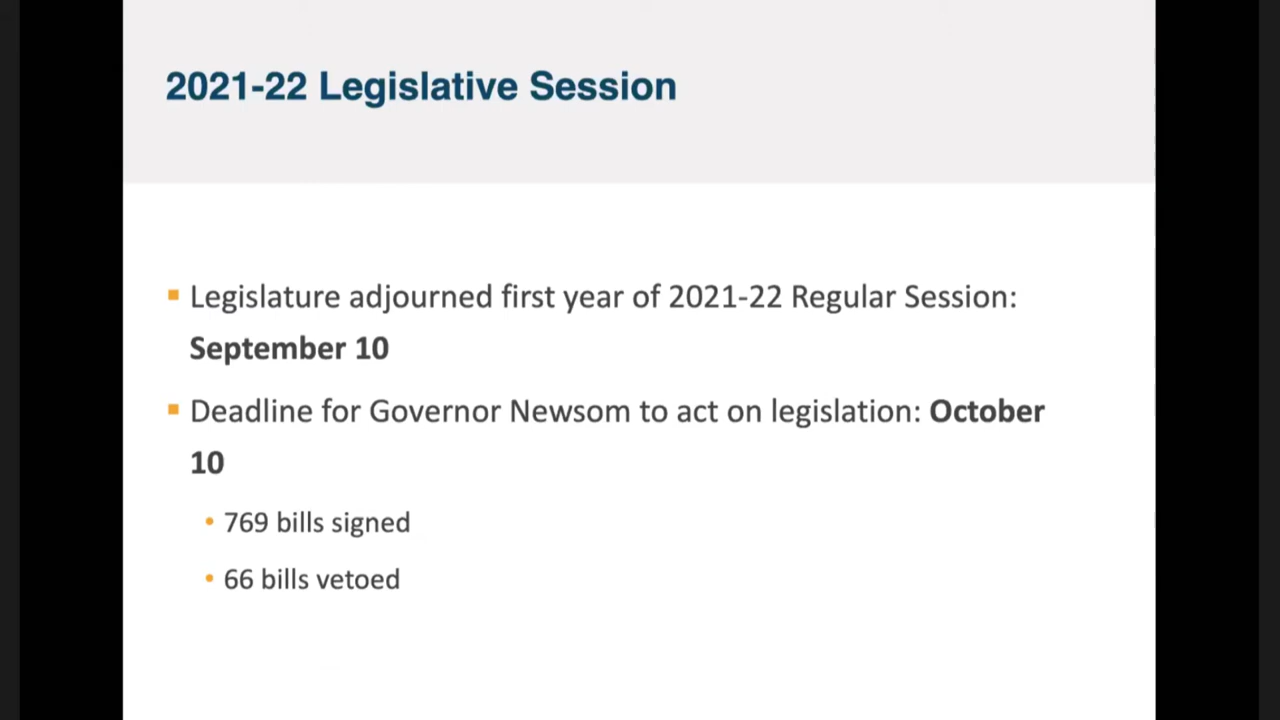 2021-22 Legislative Session
Legislature adjourned first year of 2021-22 Regular Session:
September 10
Deadline for Governor Newsom to act on legislation: October
10
769 bills signed
66 bills vetoed